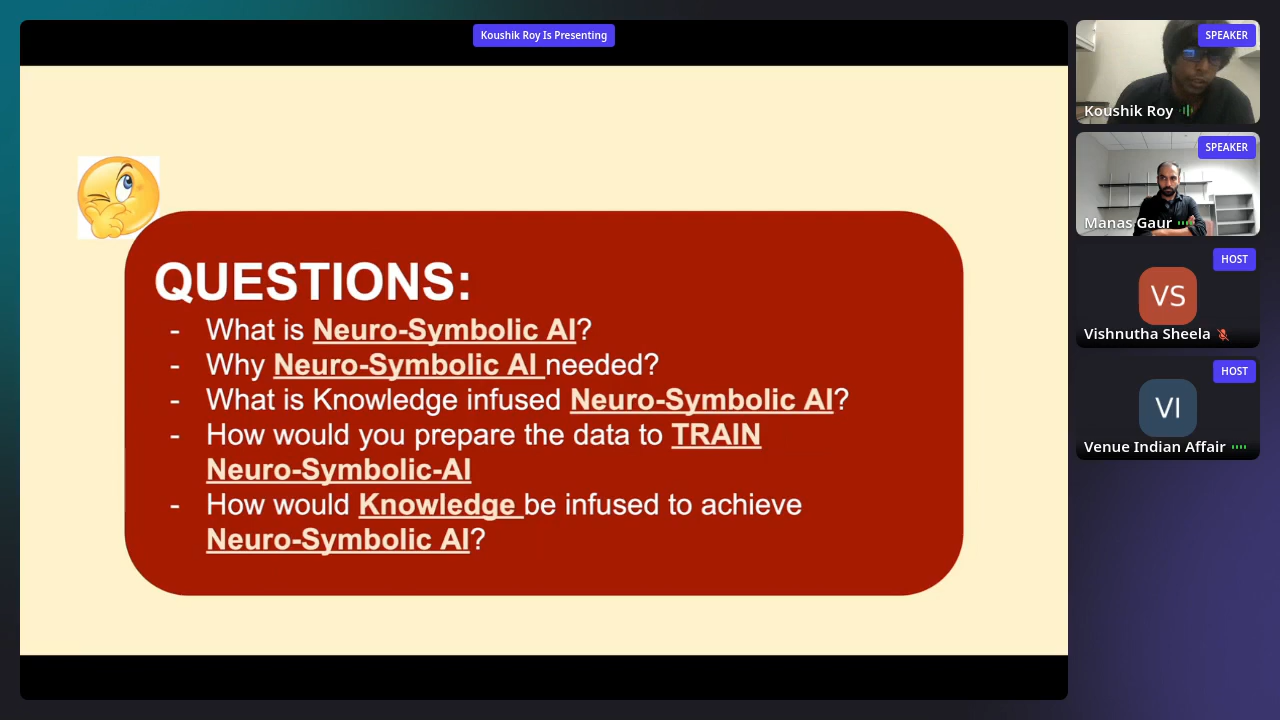 Koushik Roy Is Presenting
QUESTIONS:
- What is Neuro-Symbolic AI?
- Why Neuro-Symbolic AI needed?
- What is Knowledge infused Neuro-Symbolic AI?
- How would you prepare the data to TRAIN
Neuro-Symbolic-AI
- How would Knowledge be infused to achieve
Neuro-Symbolic AI?
SPEAKER
Koushik Roy
SPEAKER
Manas Gaur
HOST
VS
Vishnutha Sheela
HOST
VI
Venue Indian Affair